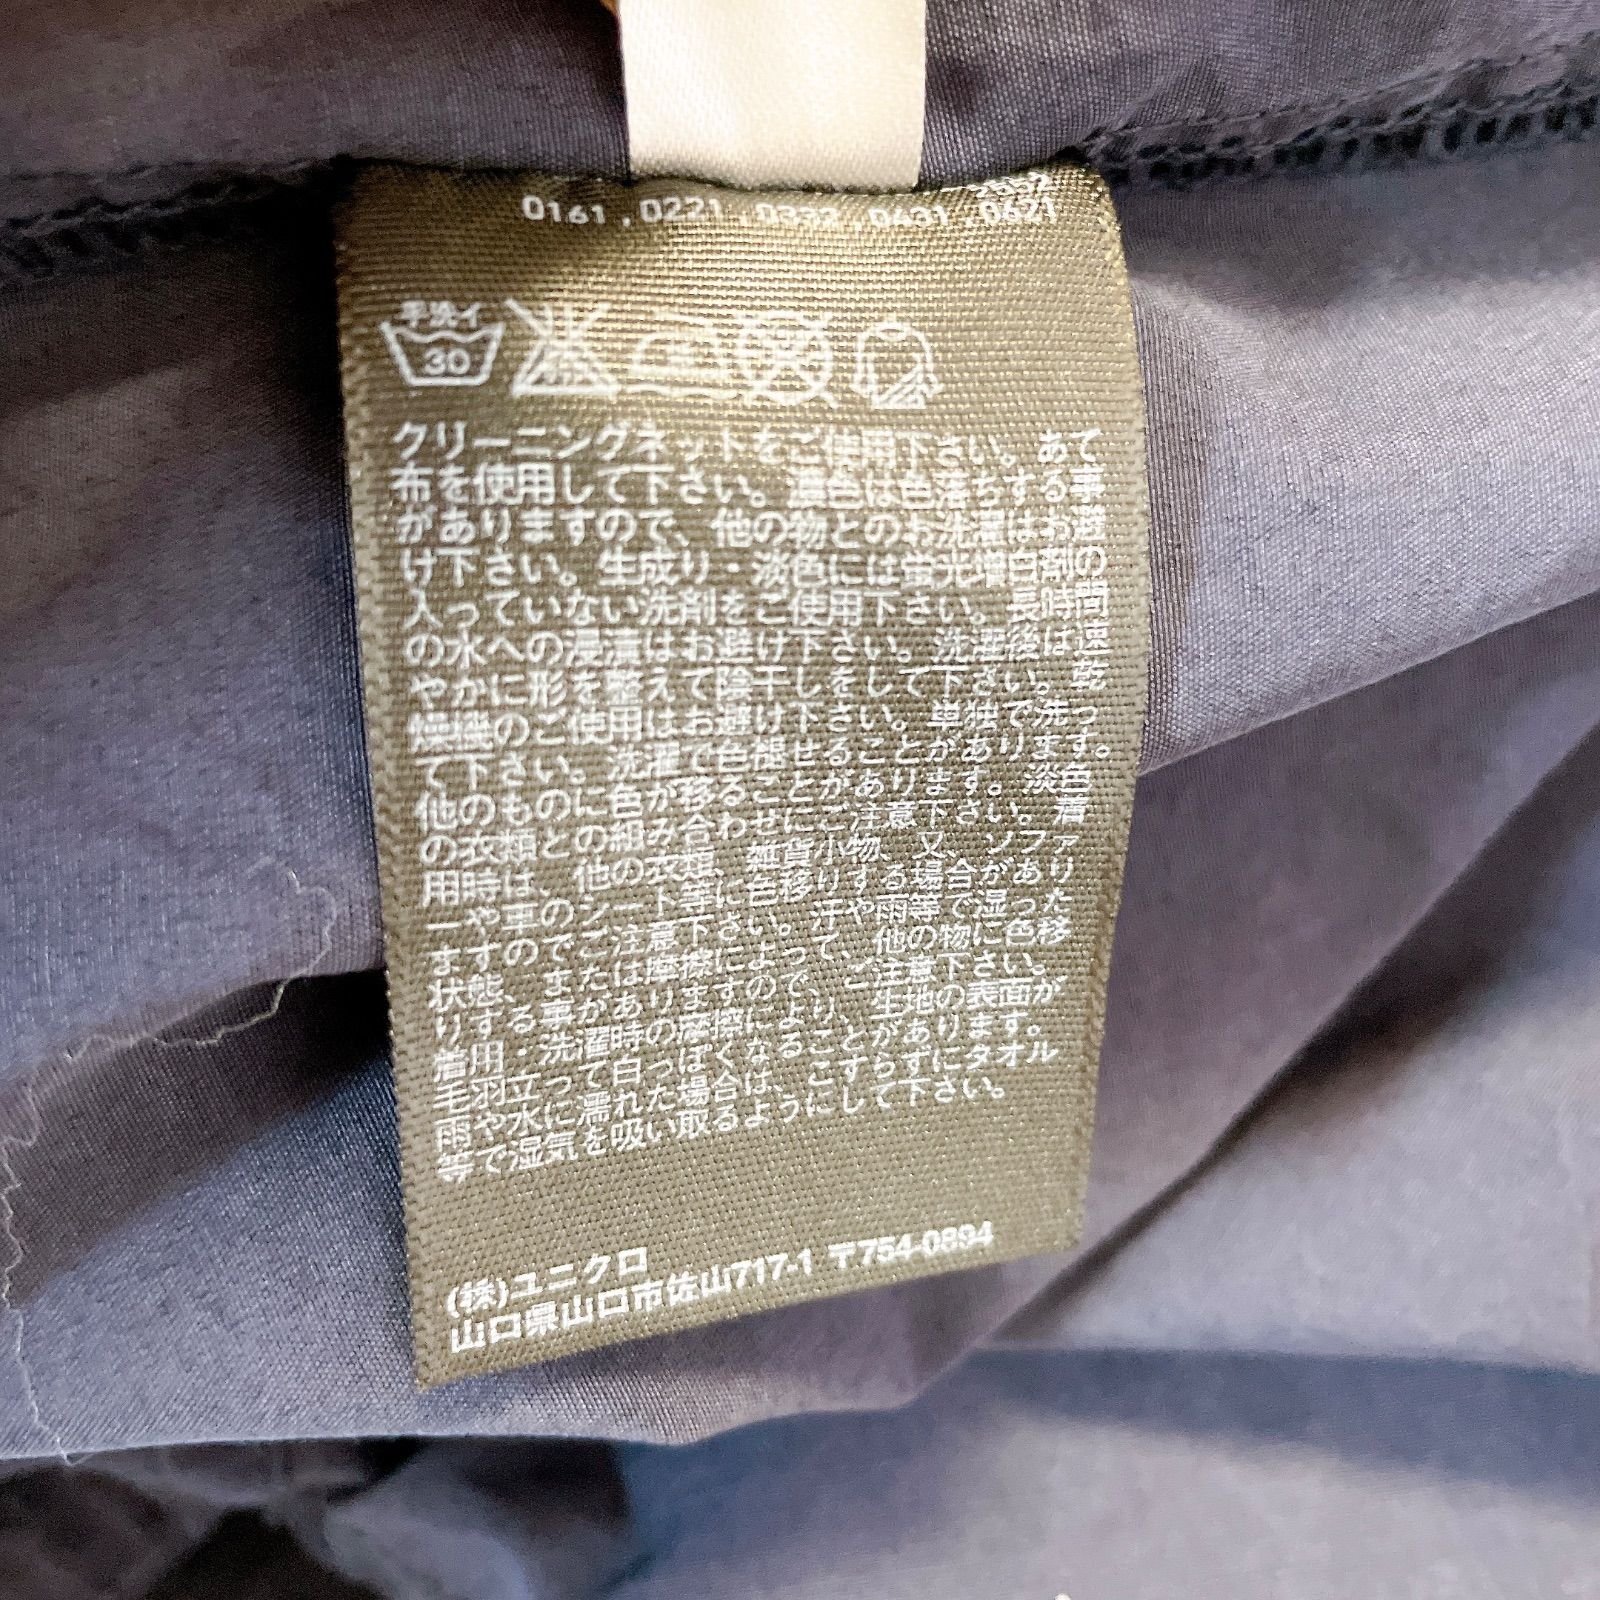 0161 , 0221 , 0332 , 0431 , 0621
手洗イ
30
クリーニングネットをご使用下さい。あて
布を使用して下さい。濃色は色落ちする事
がありますので、他の物とのお洗濯はお避
け下さい。生成り・淡色には蛍光増白剤の
入っていない洗剤をご使用下さい。長時間
の水への浸漬はお避け下さい。洗濯後は速
やかに形を整えて陰干しをして下さい。乾
燥機のご使用はお避け下さい。単独で洗っ
て下さい。洗濯で色褪せることがあります。
他のものに色が移ることがあります。淡色
の衣類との組み合わせにご注意下さい。着
用時は、他の衣類、雑貨小物、又、ソファ
ーや車のシート等に色移りする場合があり
ますのでご注意下さい。汗や雨等で湿った
状態、または摩擦によって、他の物に色移
りする事がありますのでご注意下さい。
着用・洗濯時の摩擦により生地の表面が
毛羽立って白っぽくなることがあります。
雨や水に濡れた場合は、こすらずにタオル
等で湿気を吸い取るようにして下さい。
(株)ユニクロ
山口県山口市佐山717-1 〒754-0894